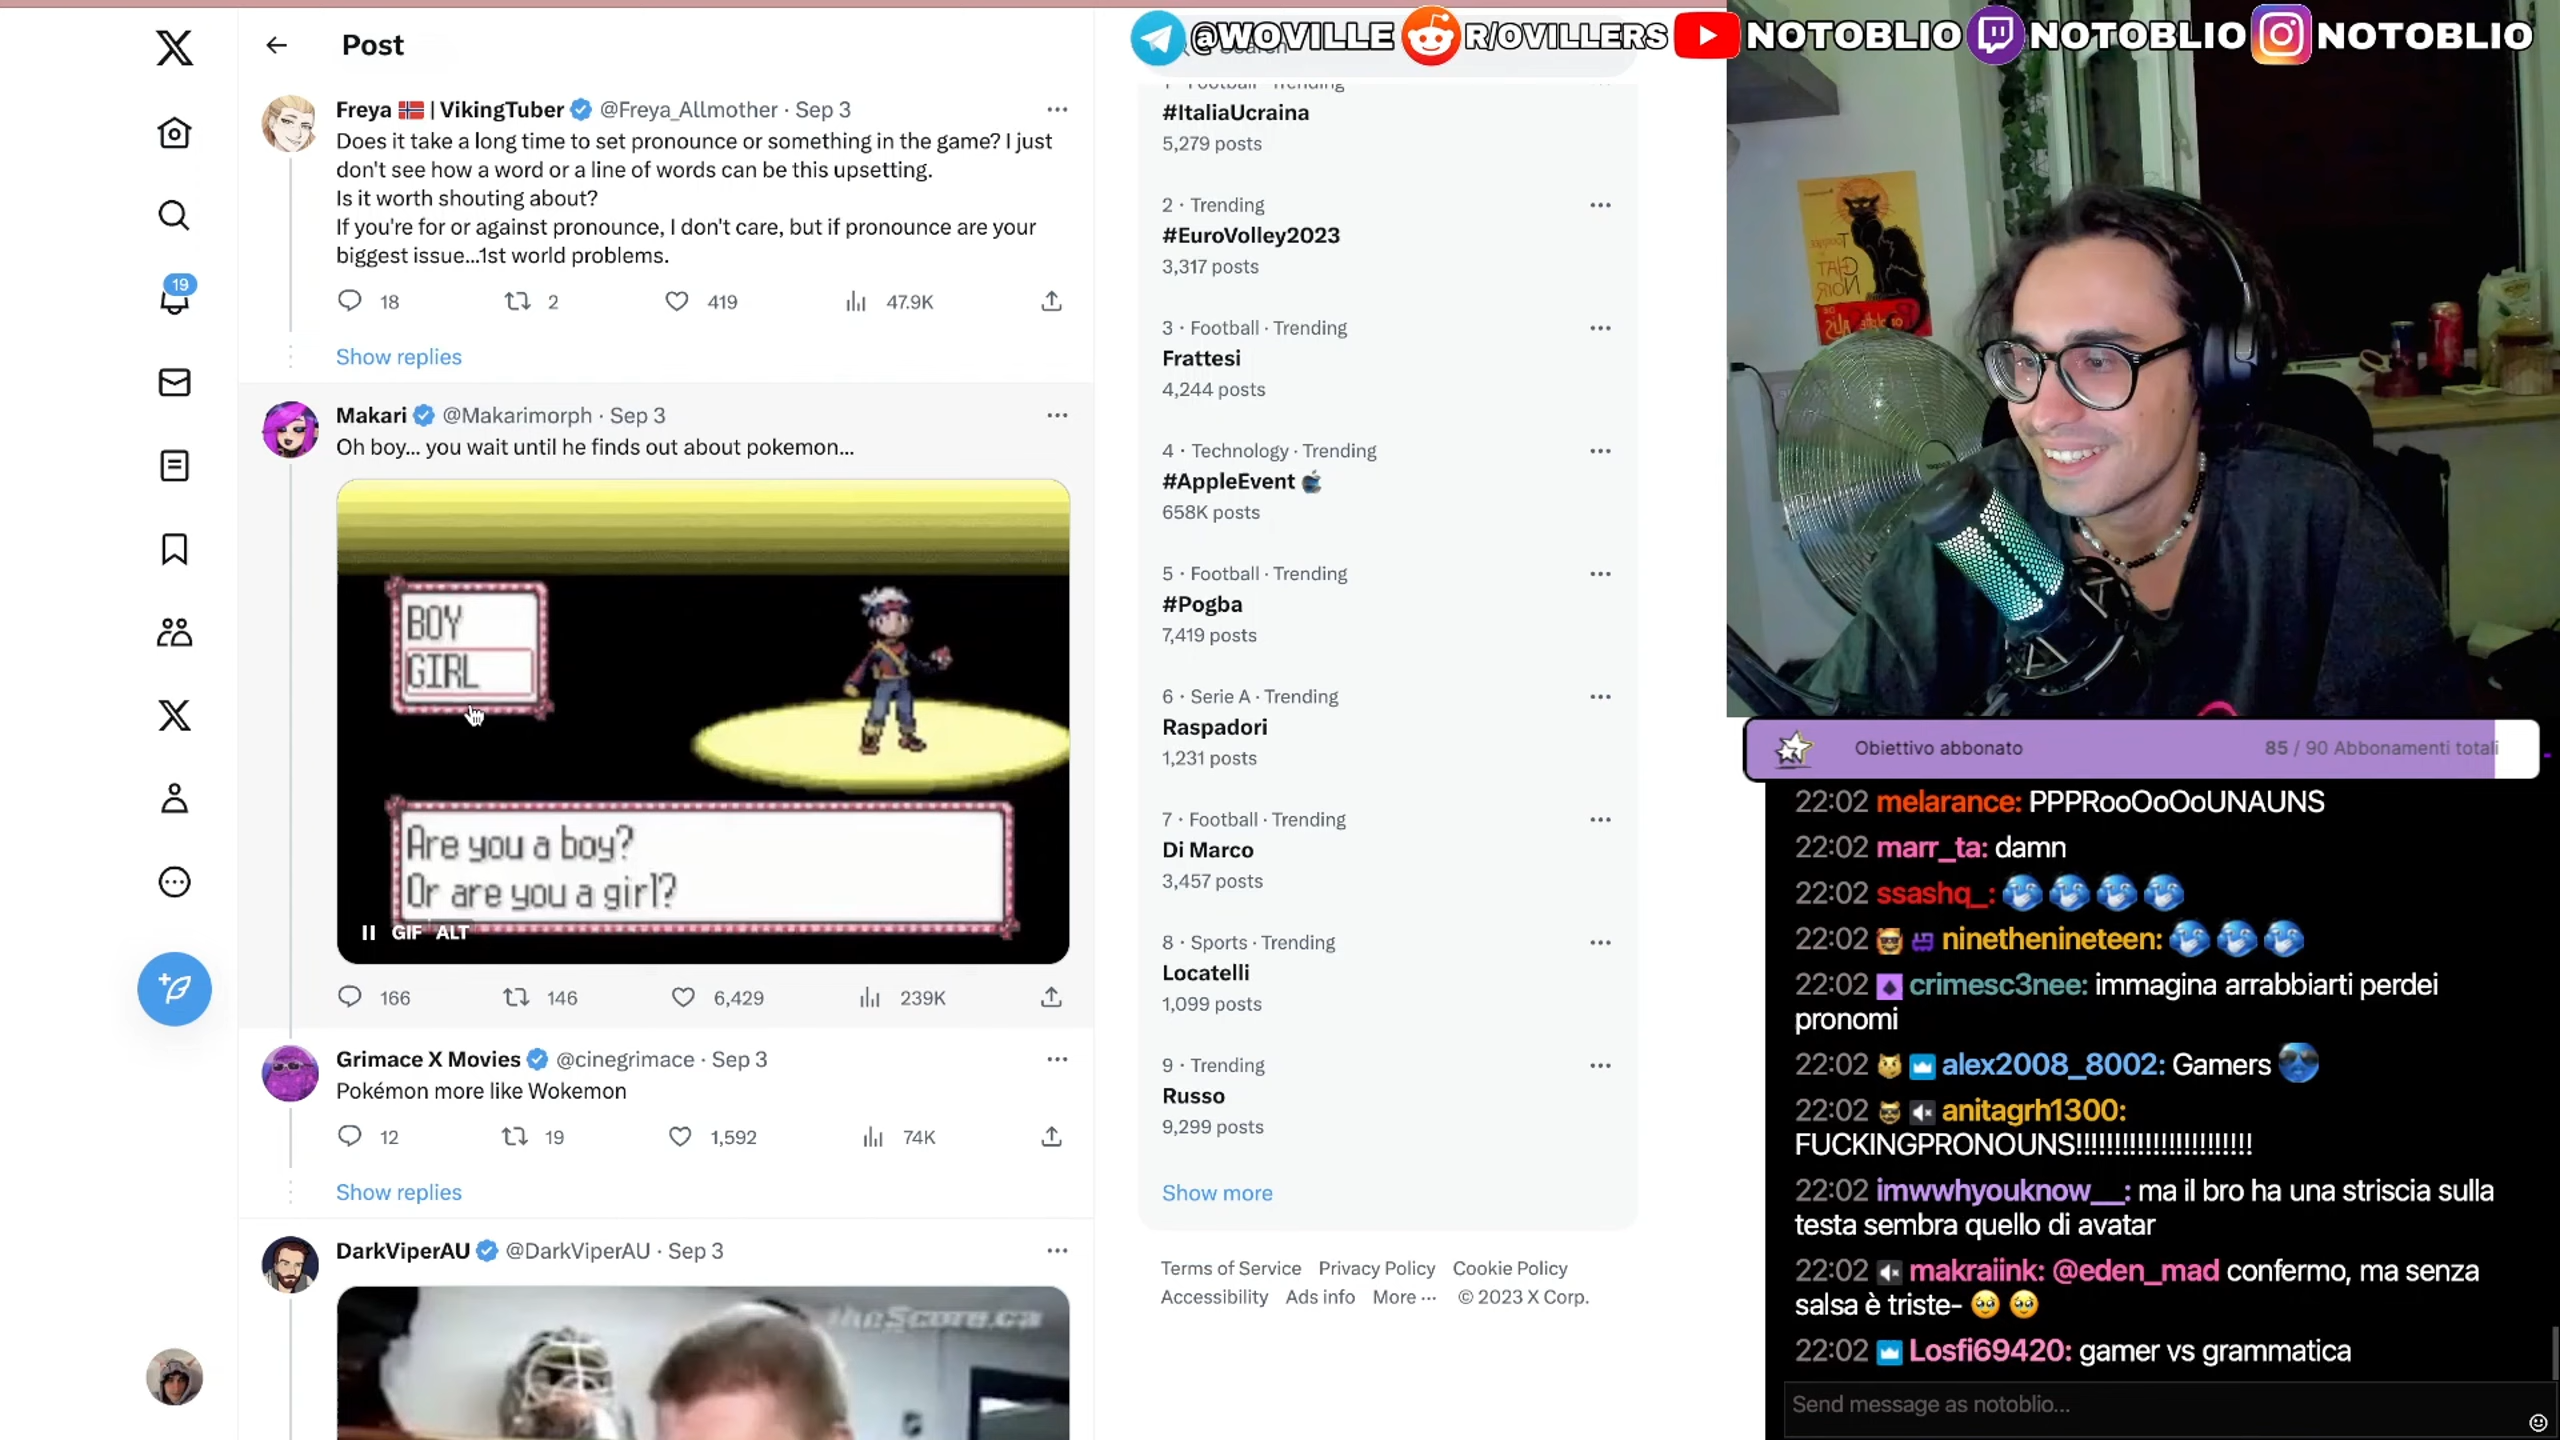 @WOVILLE R/OVILLERS NOTOBLIO NOTOBLIO NOTOBLIO
19
Post
Freya | VikingTuber @Freya_Allmother · Sep 3
Does it take a long time to set pronounce or something in the game? I just
don't see how a word or a line of words can be this upsetting.
Is it worth shouting about?
If you're for or against pronounce, I don't care, but if pronounce are your
biggest issue...1st world problems.
18 2 419 47.9K
Show replies
Makari @Makarimorph · Sep 3
Oh boy... you wait until he finds out about pokemon...
BOY
GIRL
Are you a boy?
Or are you a girl?
GIF ALT
166 146 6,429 239K
Grimace X Movies @cinegrimace · Sep 3
Pokémon more like Wokemon
12 19 1,592 74K
Show replies
DarkViperAU @DarkViperAU · Sep 3
theScore.ca
Search
1 · Football · Trending
#ItaliaUcraina
5,279 posts
2 · Trending
#EuroVolley2023
3,317 posts
3 · Football · Trending
Frattesi
4,244 posts
4 · Technology · Trending
#AppleEvent
658K posts
5 · Football · Trending
#Pogba
7,419 posts
6 · Serie A · Trending
Raspadori
1,231 posts
7 · Football · Trending
Di Marco
3,457 posts
8 · Sports · Trending
Locatelli
1,099 posts
9 · Trending
Russo
9,299 posts
Show more
Terms of Service Privacy Policy Cookie Policy
Accessibility Ads info More ··· © 2023 X Corp.
Obiettivo abbonato 85 / 90 Abbonamenti totali
22:02 melarance: PPPRooOoOoUNAUNS
22:02 marr_ta: damn
22:02 ssashq_:
22:02 ninethenineteen:
22:02 crimesc3nee: immagina arrabbiarti perdei
pronomi
22:02 alex2008_8002: Gamers
22:02 anitagrh1300:
FUCKINGPRONOUNS!!!!!!!!!!!!!!!!!!!!!!!!
22:02 imwwhyouknow__: ma il bro ha una striscia sulla
testa sembra quello di avatar
22:02 makraiink: @eden_mad confermo, ma senza
salsa è triste- 🥹 🥹
22:02 Losfi69420: gamer vs grammatica
Send message as notoblio...